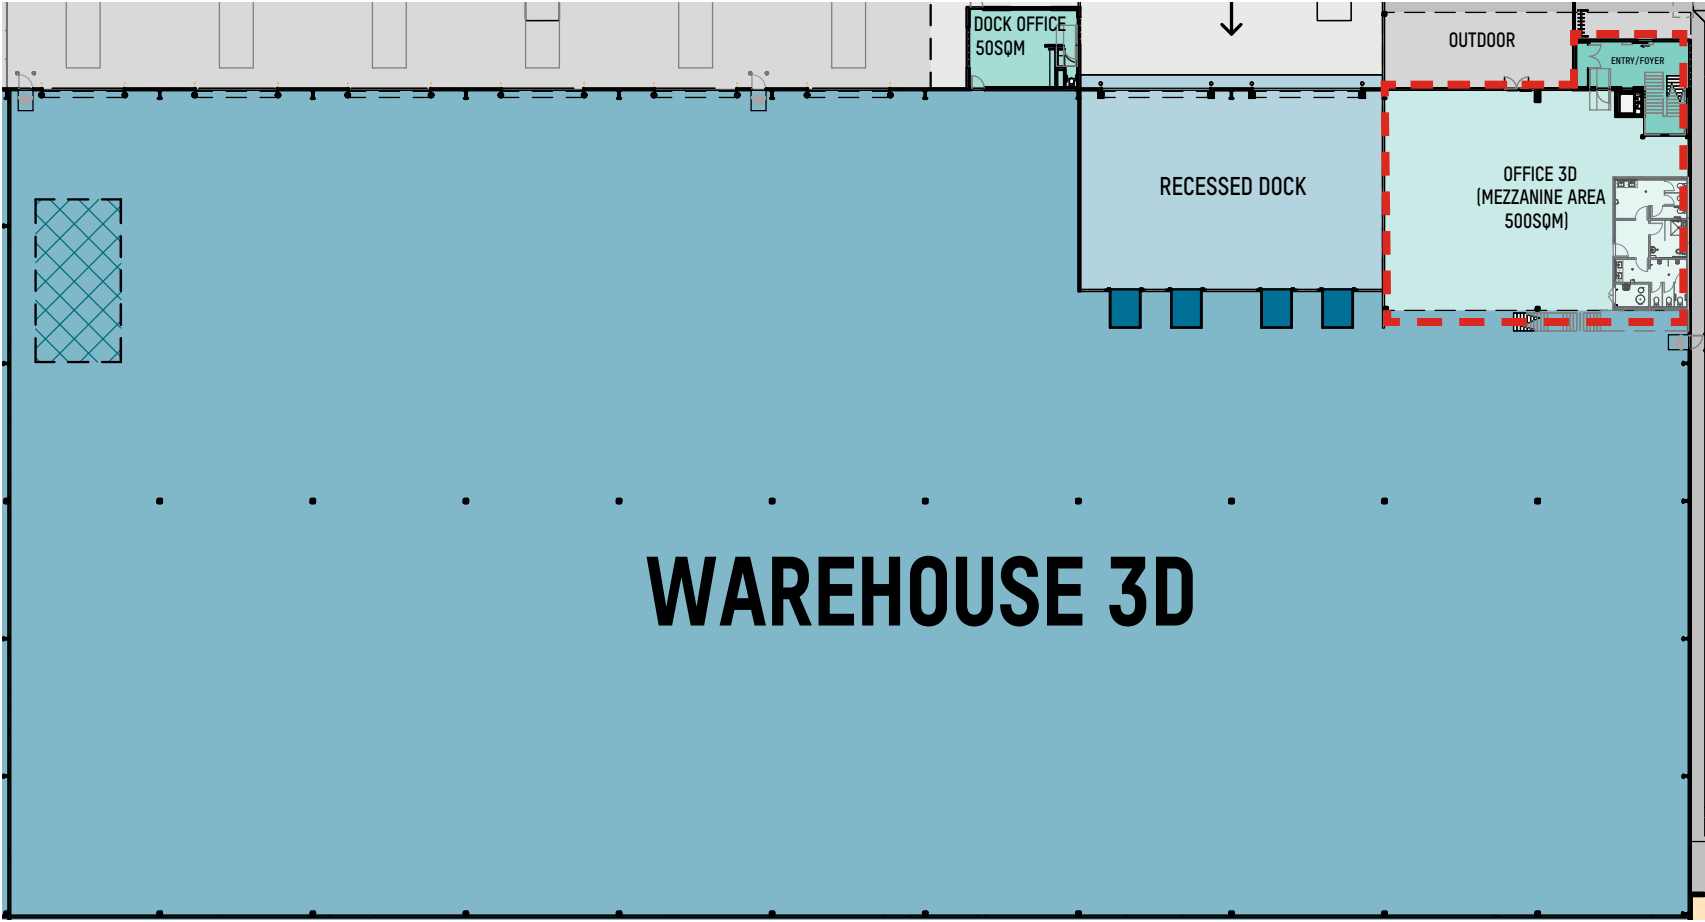 DOCK OFFICE
50SQM
OUTDOOR
ENTRY/FOYER
RECESSED DOCK
OFFICE 3D
(MEZZANINE AREA
500SQM)
WAREHOUSE 3D